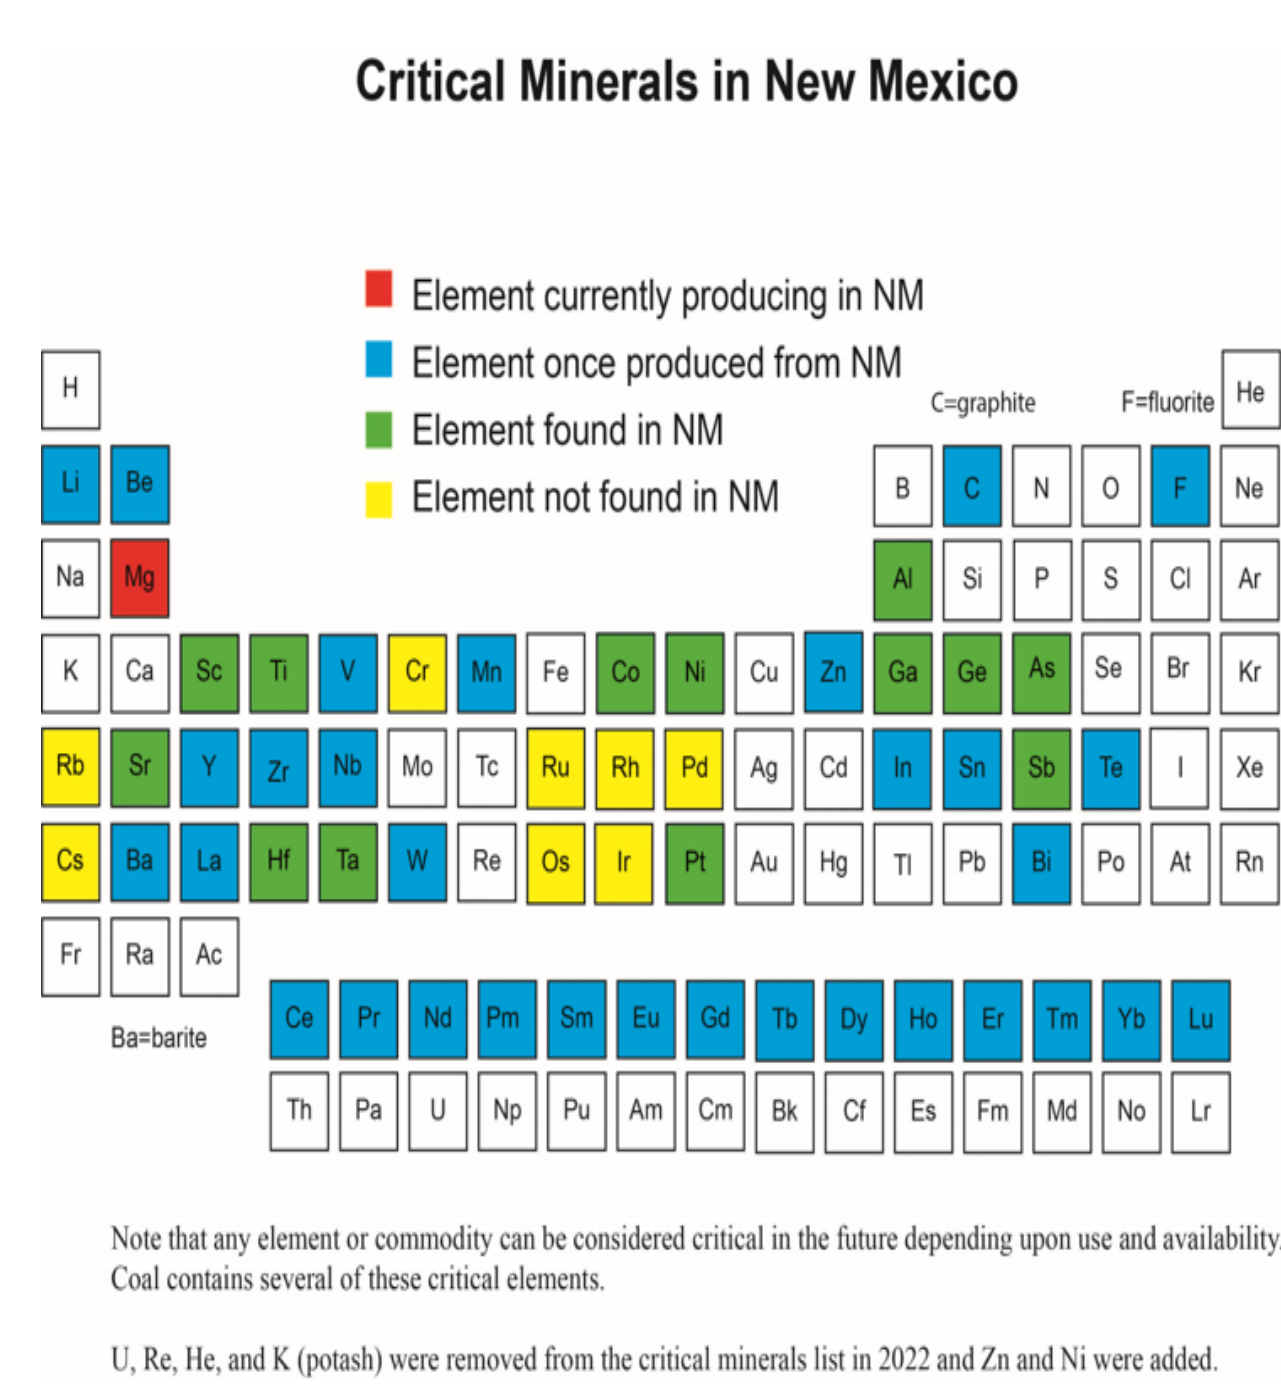 Critical Minerals in New Mexico
Element currently producing in NM
Element once produced from NM
Element found in NM
Element not found in NM
C=graphite F=fluorite
H He
Li Be B C N O F Ne
Na Mg Al Si P S Cl Ar
K Ca Sc Ti V Cr Mn Fe Co Ni Cu Zn Ga Ge As Se Br Kr
Rb Sr Y Zr Nb Mo Tc Ru Rh Pd Ag Cd In Sn Sb Te I Xe
Cs Ba La Hf Ta W Re Os Ir Pt Au Hg Tl Pb Bi Po At Rn
Fr Ra Ac
Ce Pr Nd Pm Sm Eu Gd Tb Dy Ho Er Tm Yb Lu
Ba=barite
Th Pa U Np Pu Am Cm Bk Cf Es Fm Md No Lr
Note that any element or commodity can be considered critical in the future depending upon use and availability.
Coal contains several of these critical elements.
U, Re, He, and K (potash) were removed from the critical minerals list in 2022 and Zn and Ni were added.